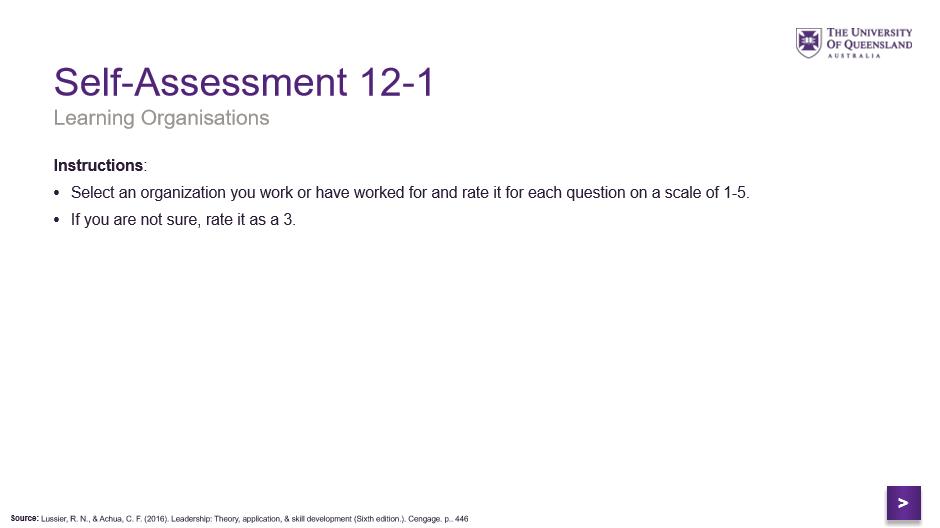 THE UNIVERSITY
OF QUEENSLAND
AUSTRALIA
Self-Assessment 12-1
Learning Organisations
Instructions:
• Select an organization you work or have worked for and rate it for each question on a scale of 1-5.
• If you are not sure, rate it as a 3.
>
Source: Lussier, R. N., & Achua, C. F. (2016). Leadership: Theory, application, & skill development (Sixth edition.). Cengage. p.. 446